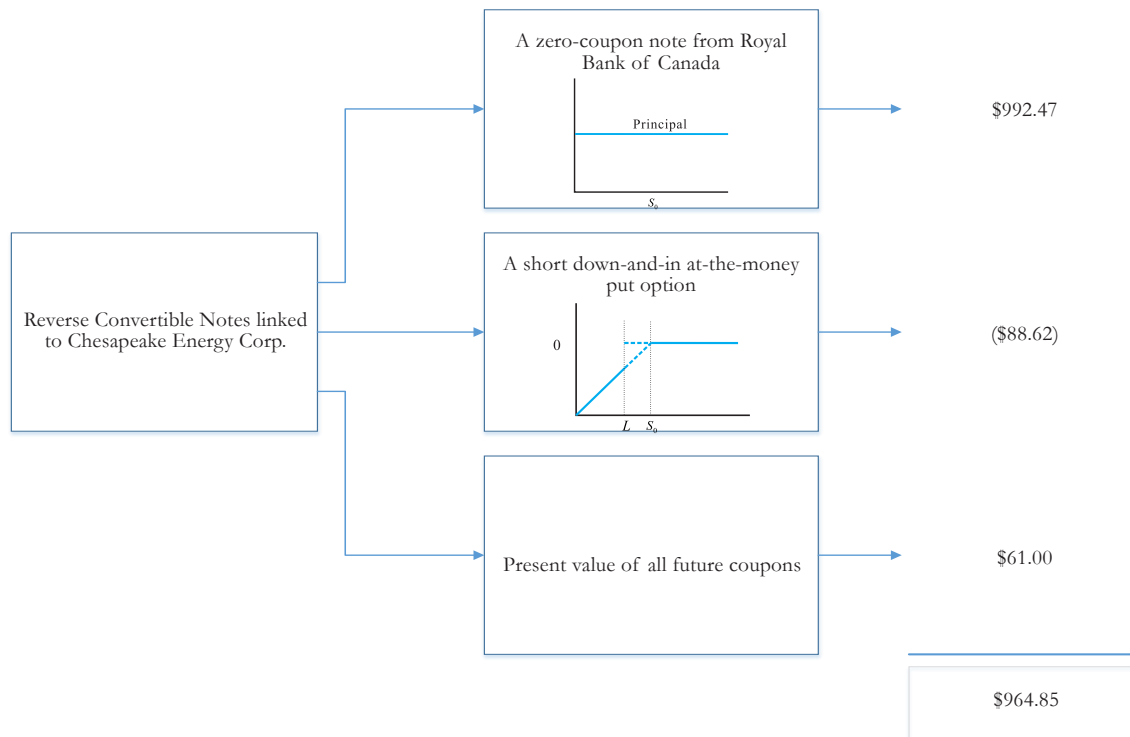 A zero-coupon note from Royal
Bank of Canada
Principal
S₀
$992.47
Reverse Convertible Notes linked
to Chesapeake Energy Corp.
A short down-and-in at-the-money
put option
0
L S₀
($88.62)
Present value of all future coupons
$61.00
$964.85